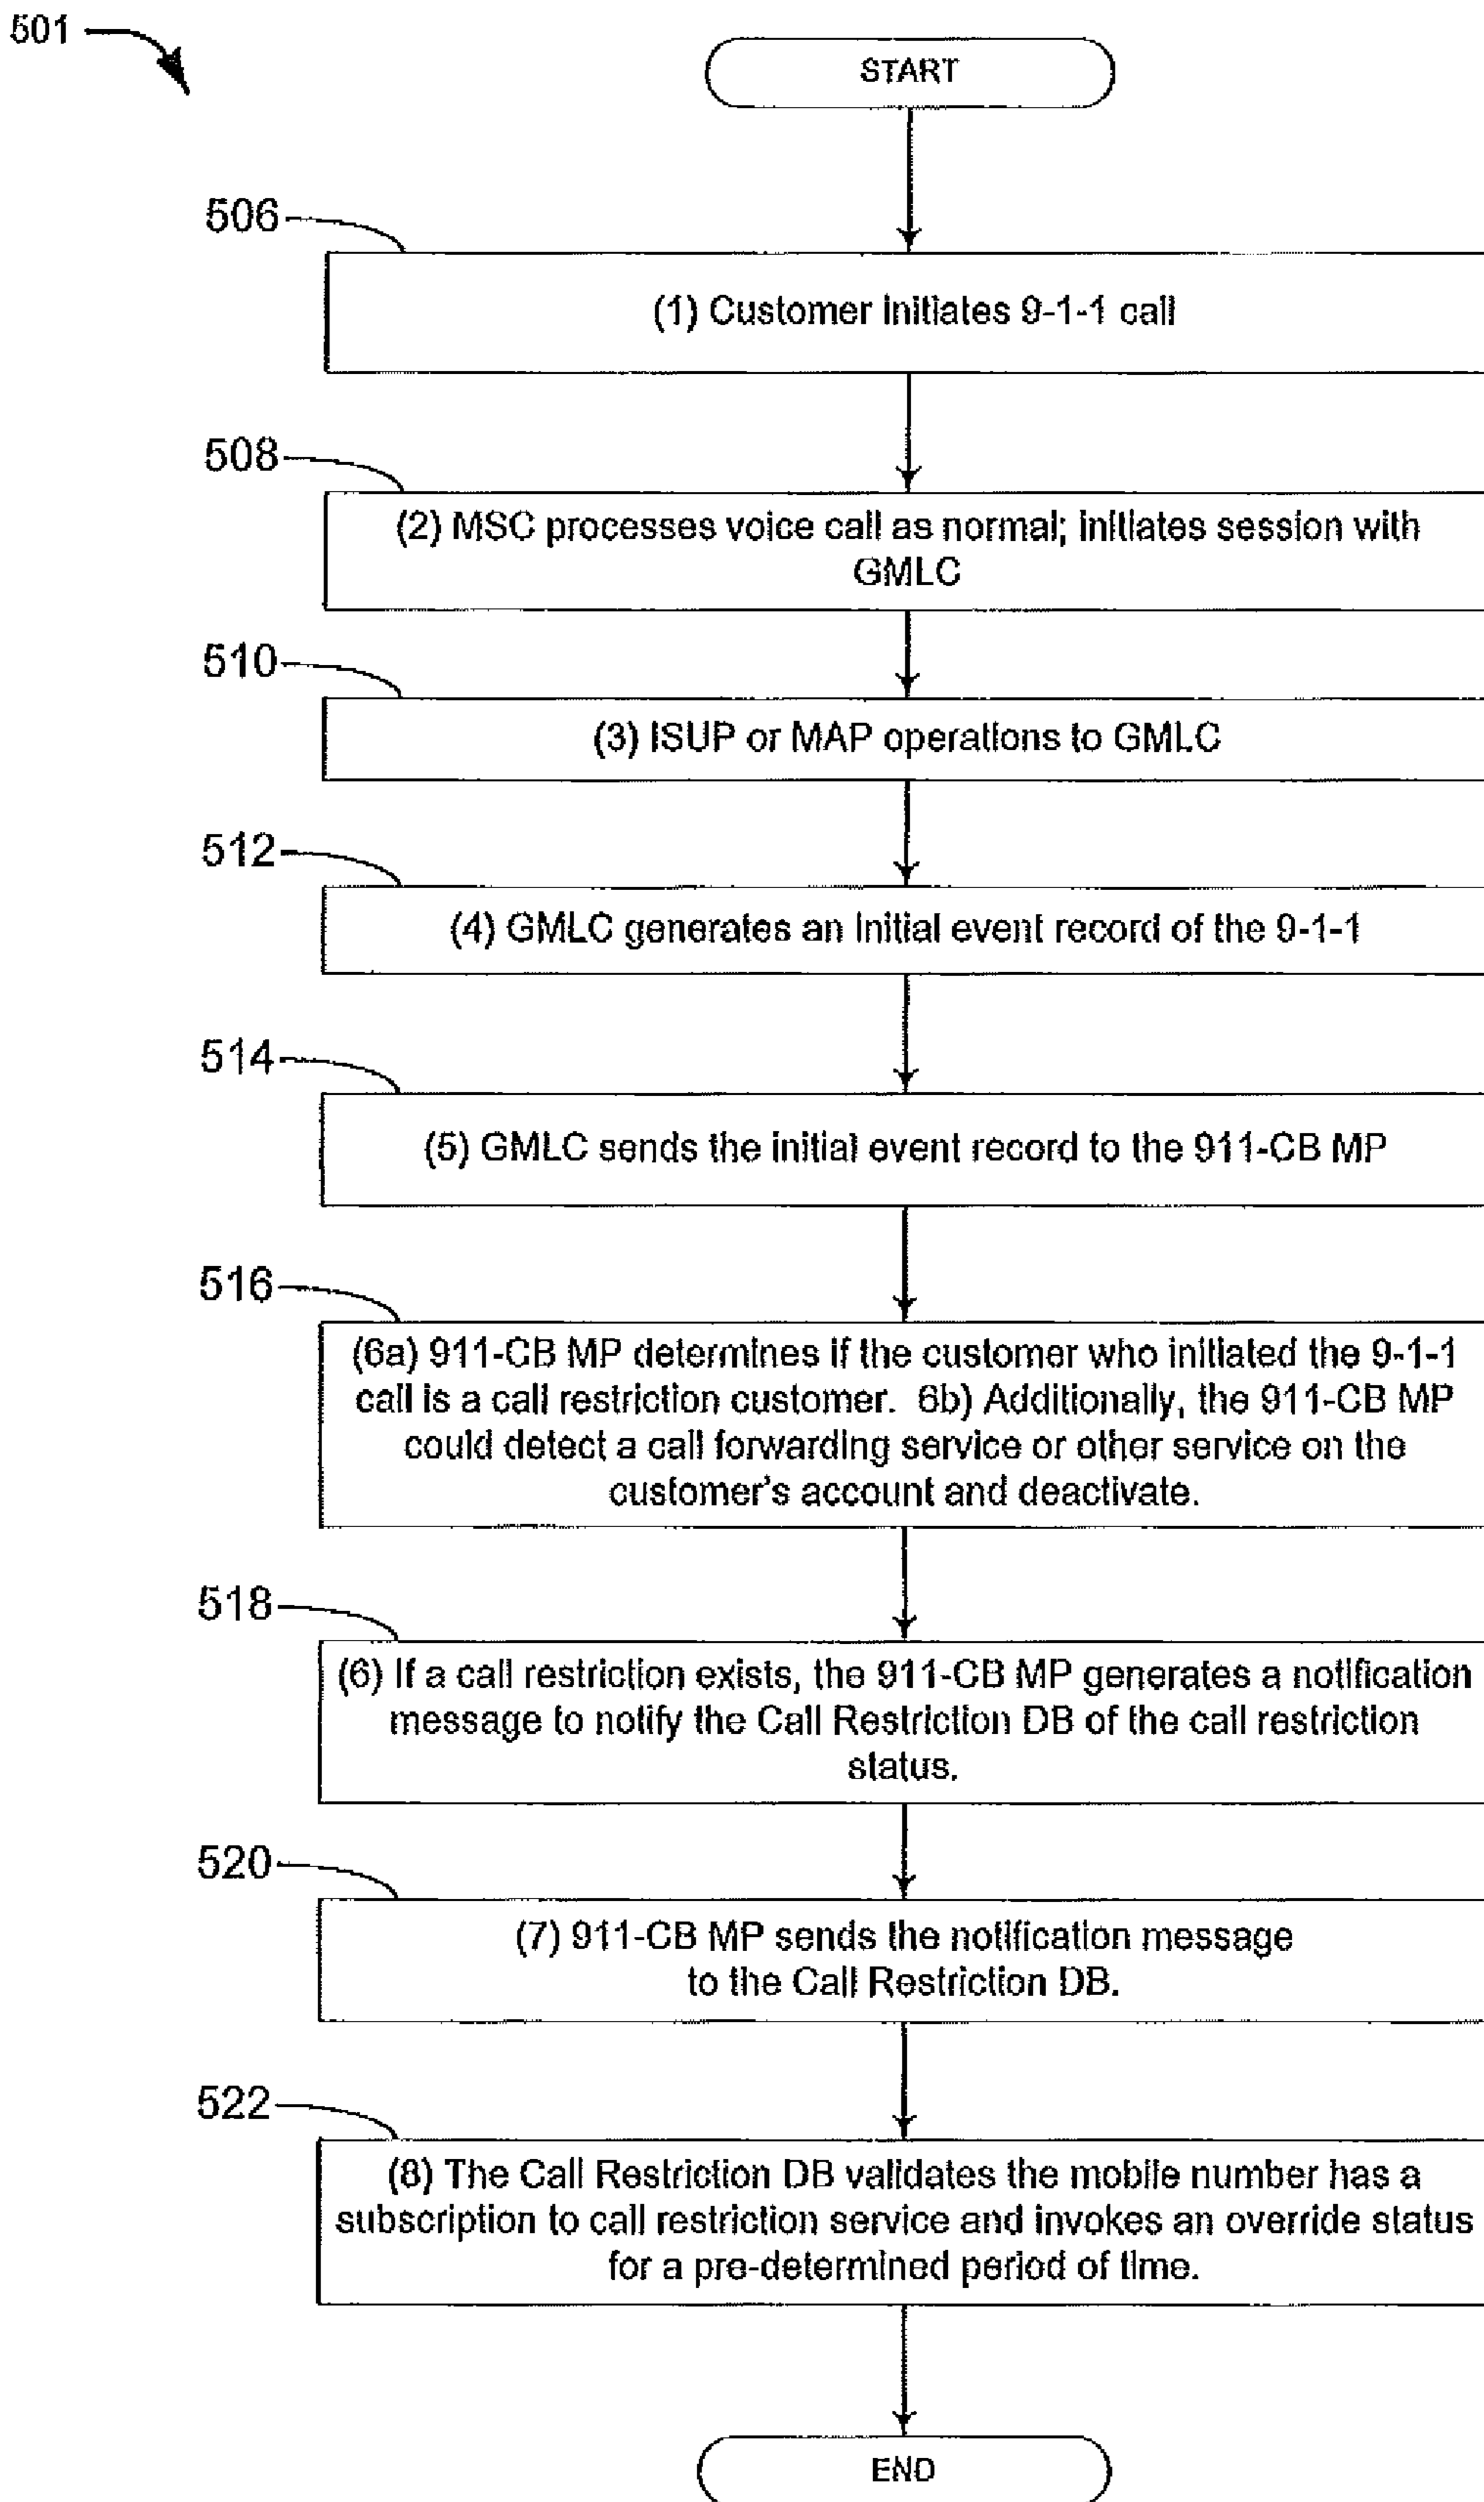 501
START
506
(1) Customer initiates 9-1-1 call
508
(2) MSC processes voice call as normal; initiates session with
GMLC
510
(3) ISUP or MAP operations to GMLC
512
(4) GMLC generates an initial event record of the 9-1-1
514
(5) GMLC sends the initial event record to the 911-CB MP
516
(6a) 911-CB MP determines if the customer who initiated the 9-1-1
call is a call restriction customer. 6b) Additionally, the 911-CB MP
could detect a call forwarding service or other service on the
customer's account and deactivate.
518
(6) If a call restriction exists, the 911-CB MP generates a notification
message to notify the Call Restriction DB of the call restriction
status.
520
(7) 911-CB MP sends the notification message
to the Call Restriction DB.
522
(8) The Call Restriction DB validates the mobile number has a
subscription to call restriction service and invokes an override status
for a pre-determined period of time.
END